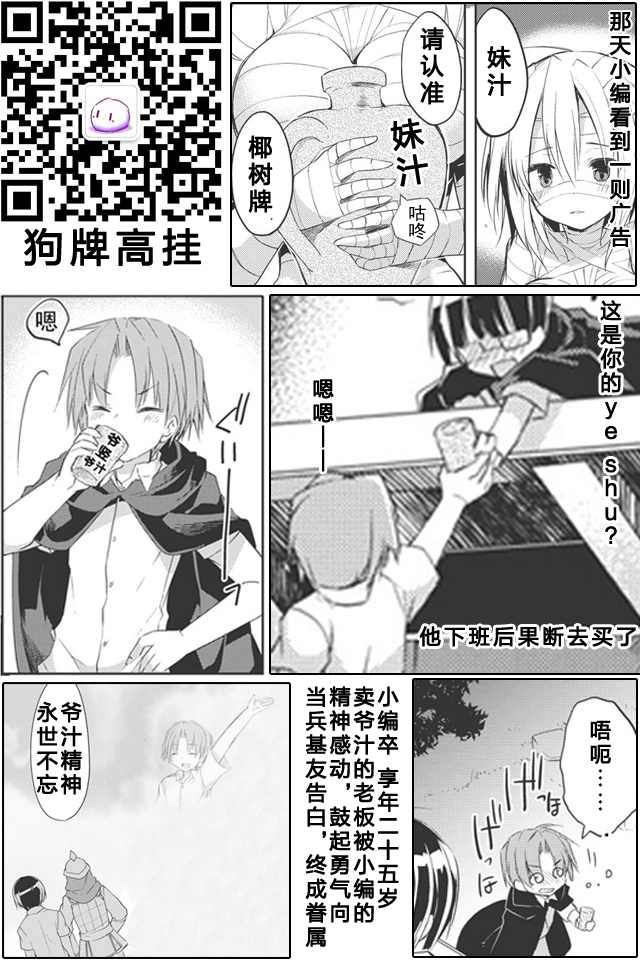 狗牌高挂
那天小编看到一则广告
妹汁
请认准
妹汁
椰树牌
咕咚
这是你的ye shu?
嗯嗯——
他下班后果断去买了
嗯
爷竖
爷汁
唔呃……
げ
げ
小编卒 享年二十五岁
卖爷汁的老板被小编的
精神感动，鼓起勇气向
当兵基友告白，终成眷属
爷汁精神
永世不忘